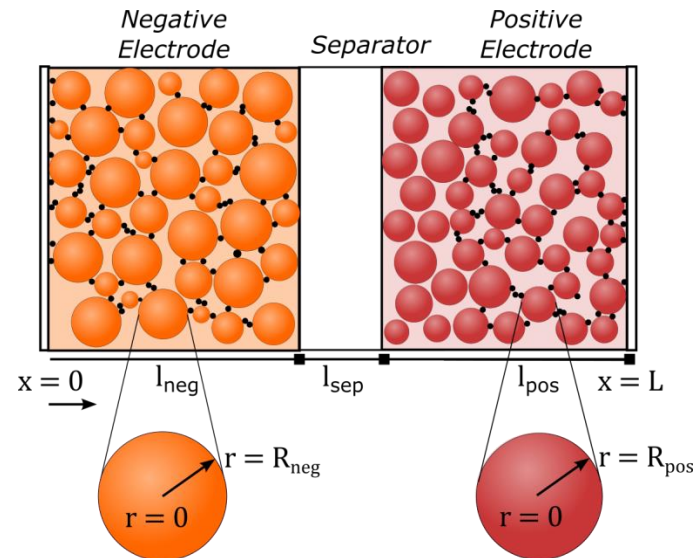 Negative
Electrode
Separator
Positive
Electrode
x = 0
l_neg
l_sep
l_pos
x = L
r = R_neg
r = 0
r = R_pos
r = 0